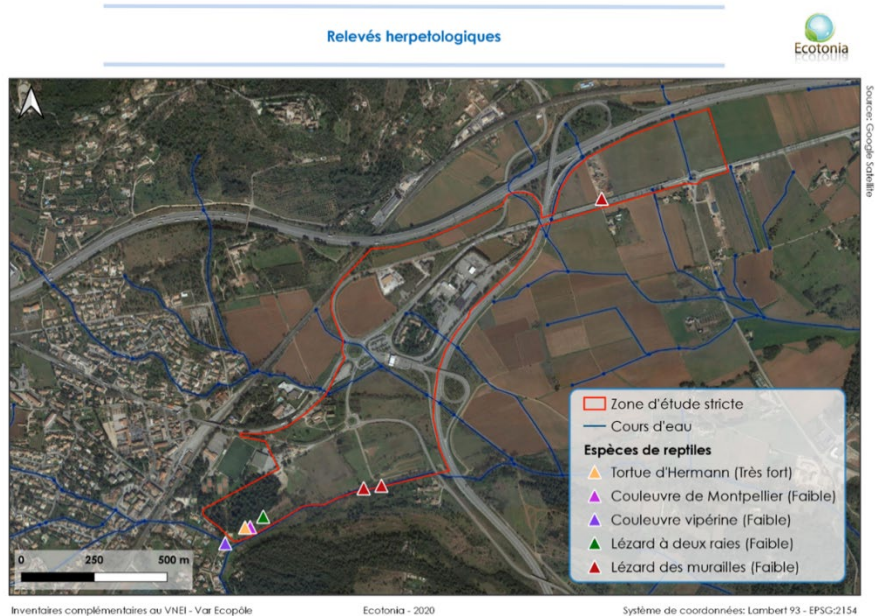 Relevés herpetologiques
Ecotonia
Source: Google Satellite
Zone d'étude stricte
Cours d'eau
Espèces de reptiles
Tortue d'Hermann (Très fort)
Couleuvre de Montpellier (Faible)
Couleuvre vipérine (Faible)
Lézard à deux raies (Faible)
Lézard des murailles (Faible)
0 250 500 m
Inventaires complémentaires au VNEI - Var Ecopôle
Ecotonia - 2020
Système de coordonnées: Lambert 93 - EPSG:2154